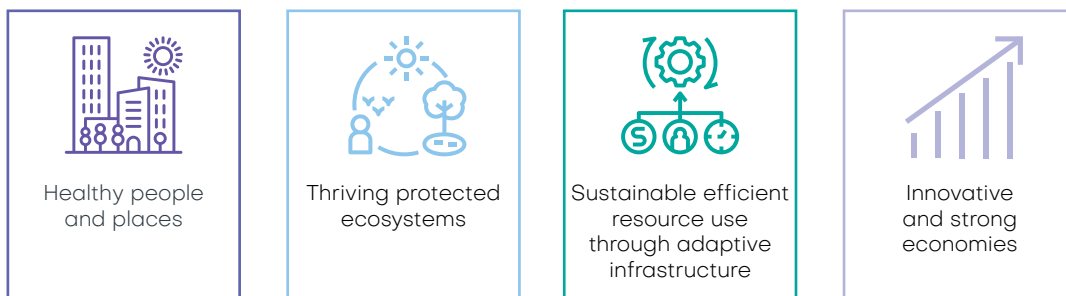 Healthy people
and places
Thriving protected
ecosystems
S
Sustainable efficient
resource use
through adaptive
infrastructure
Innovative
and strong
economies